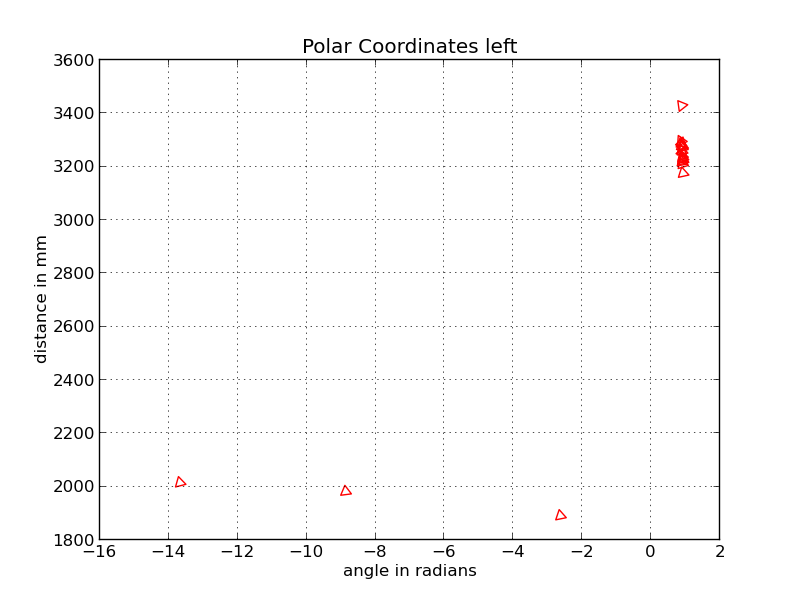 Polar Coordinates left
3600
3400
3200
3000
2800
2600
2400
2200
2000
1800
distance in mm
−16 −14 −12 −10 −8 −6 −4 −2 0 2
angle in radians